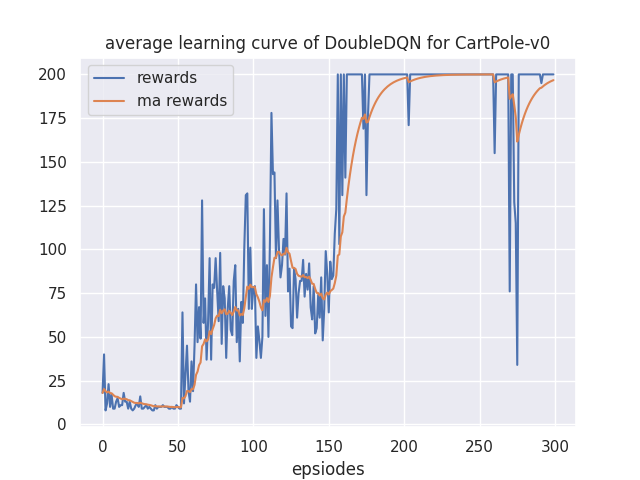 average learning curve of DoubleDQN for CartPole-v0
rewards
ma rewards
200
175
150
125
100
75
50
25
0
0 50 100 150 200 250 300
epsiodes